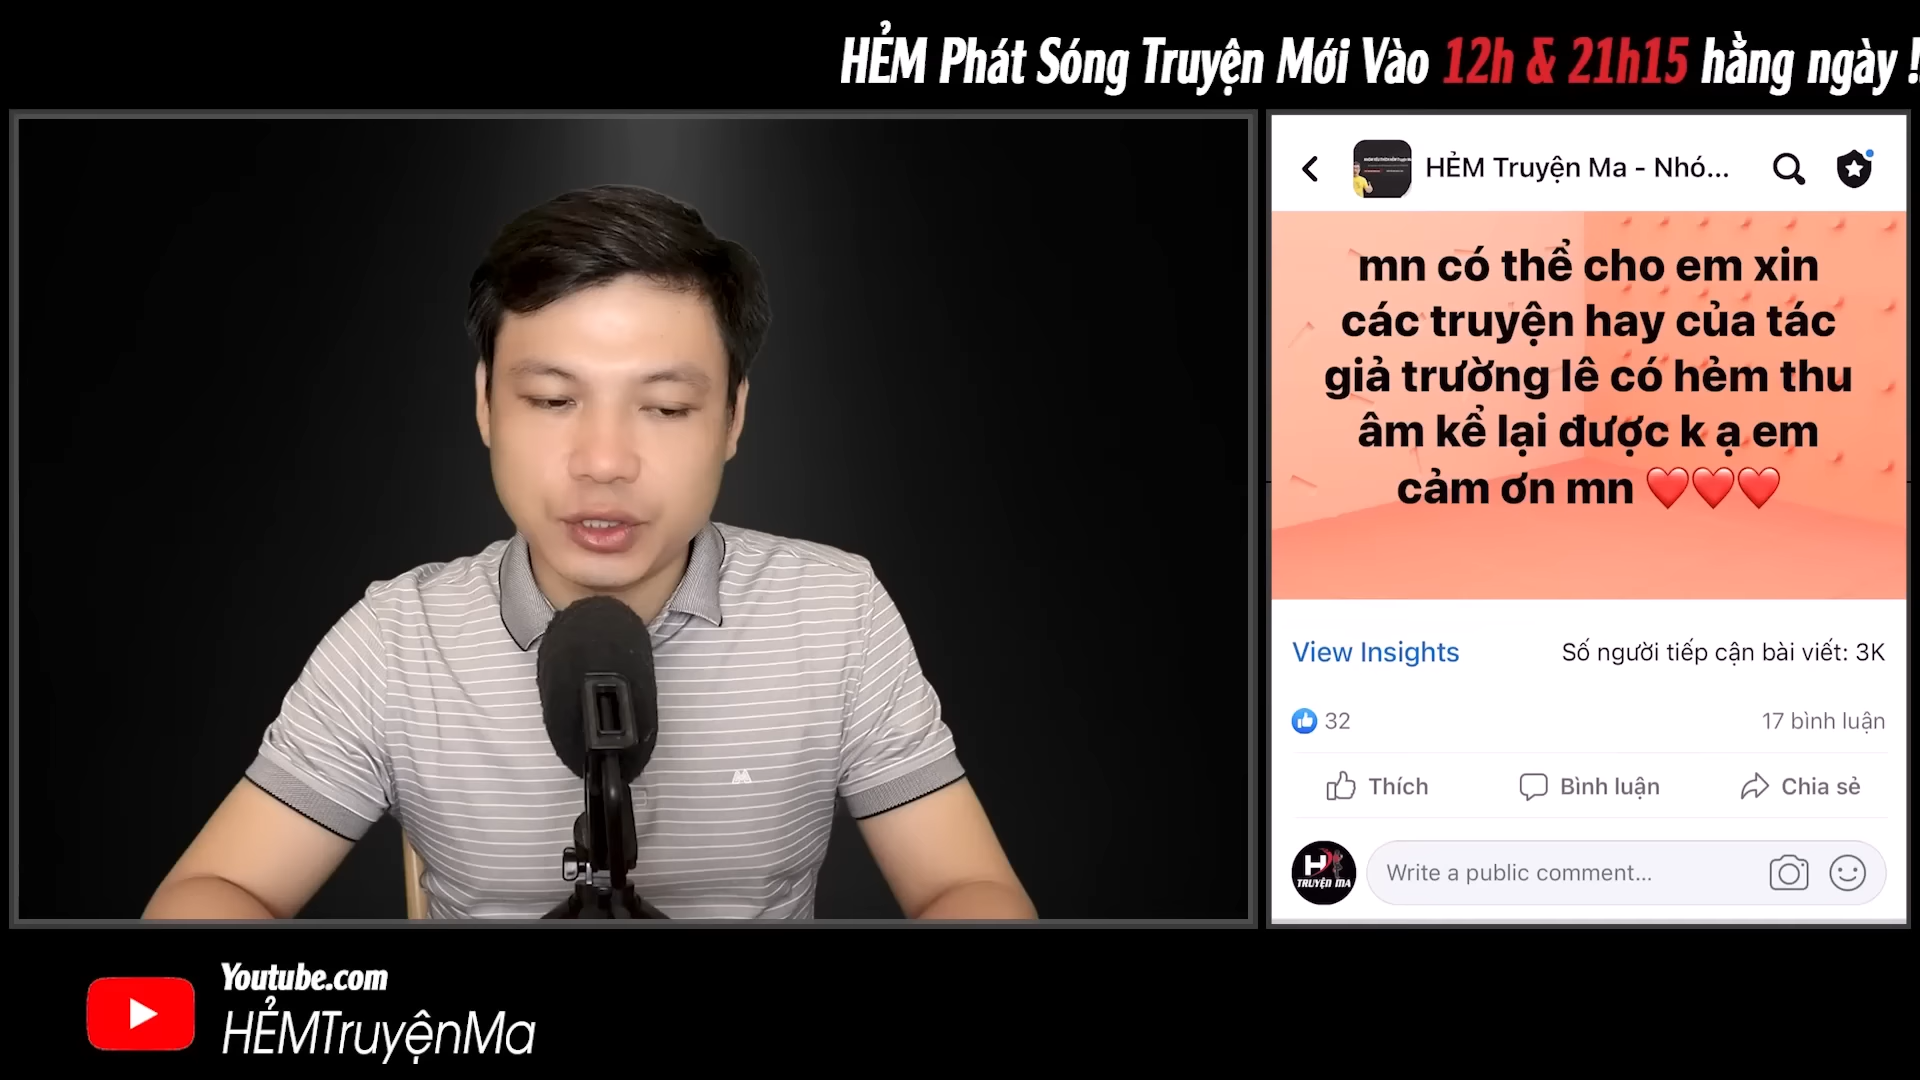 HẺM Phát Sóng Truyện Mới Vào 12h & 21h15 hằng ngày !
HẺM Truyện Ma - Nhó...
mn có thể cho em xin
các truyện hay của tác
giả trường lê có hẻm thu
âm kể lại được k ạ em
cảm ơn mn ❤️❤️❤️
View Insights
Số người tiếp cận bài viết: 3K
32
17 bình luận
Thích
Bình luận
Chia sẻ
H
TRUYỆN MA
Write a public comment...
Youtube.com
HẺMTruyệnMa